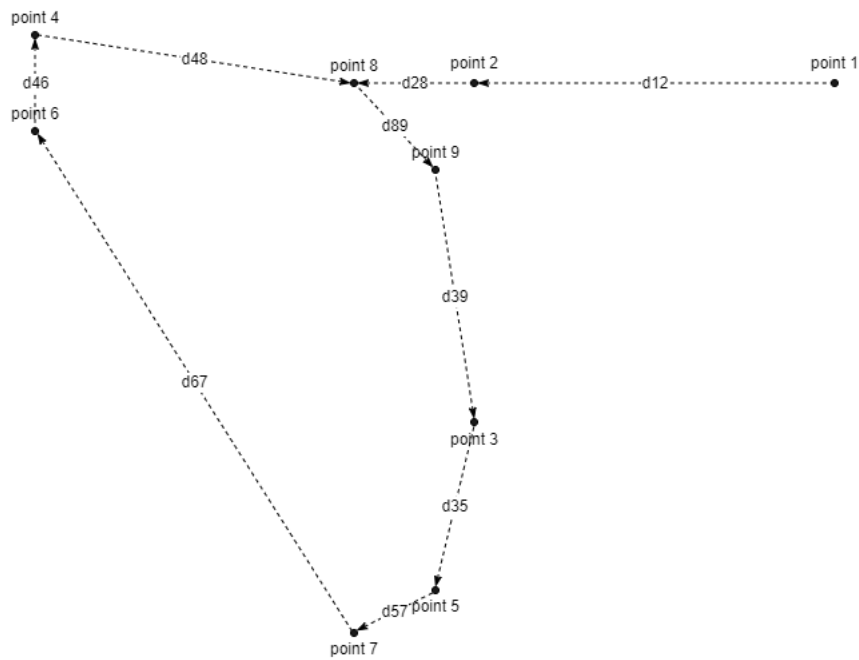 point 4
d48
point 8
d28
point 2
d12
point 1
d46
point 6
d89
point 9
d39
d67
point 3
d35
d57
point 5
point 7